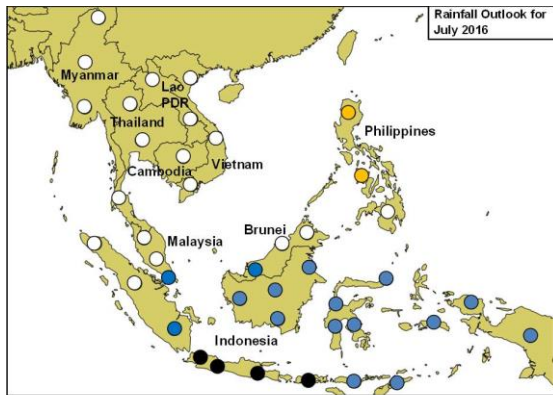 Rainfall Outlook for
July 2016
Myanmar
Lao
PDR
Thailand
Philippines
Vietnam
Cambodia
Malaysia
Brunei
Indonesia